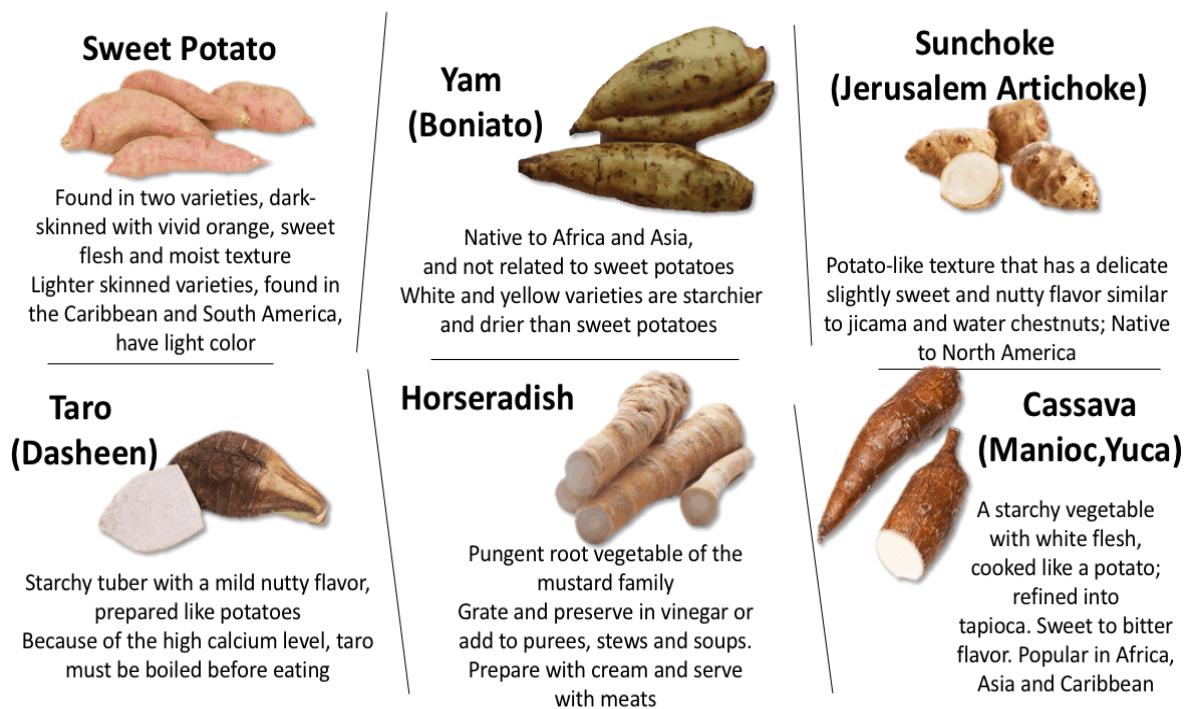 Sweet Potato
Found in two varieties, dark-
skinned with vivid orange, sweet
flesh and moist texture
Lighter skinned varieties, found in
the Caribbean and South America,
have light color
Yam
(Boniato)
Native to Africa and Asia,
and not related to sweet potatoes
White and yellow varieties are starchier
and drier than sweet potatoes
Sunchoke
(Jerusalem Artichoke)
Potato-like texture that has a delicate
slightly sweet and nutty flavor similar
to jicama and water chestnuts; Native
to North America
Taro
(Dasheen)
Starchy tuber with a mild nutty flavor,
prepared like potatoes
Because of the high calcium level, taro
must be boiled before eating
Horseradish
Pungent root vegetable of the
mustard family
Grate and preserve in vinegar or
add to purees, stews and soups.
Prepare with cream and serve
with meats
Cassava
(Manioc,Yuca)
A starchy vegetable
with white flesh,
cooked like a potato;
refined into
tapioca. Sweet to bitter
flavor. Popular in Africa,
Asia and Caribbean